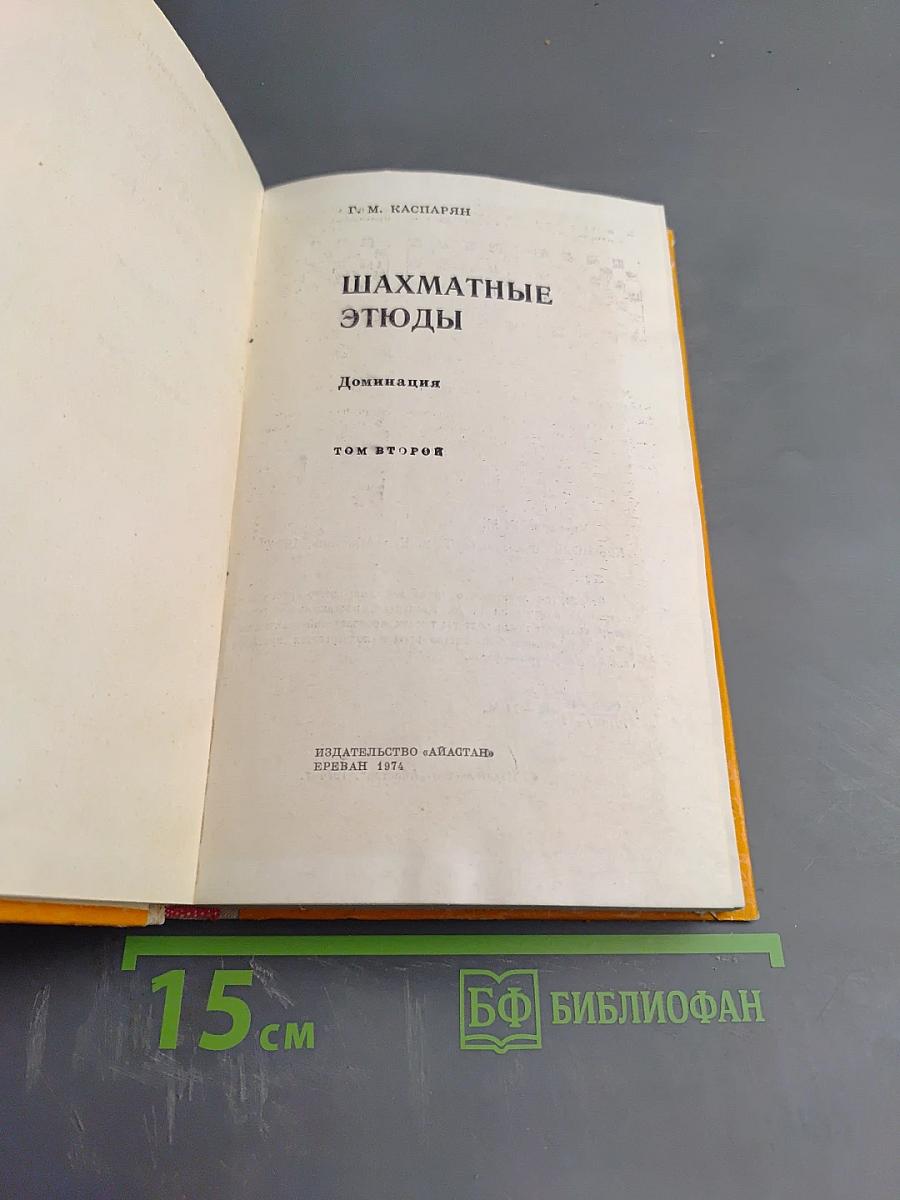 Г. М. КАСПАРЯН
ШАХМАТНЫЕ
ЭТЮДЫ
Доминация
ТОМ ВТОРОЙ
ИЗДАТЕЛЬСТВО «АЙАСТАН»
ЕРЕВАН 1974
15 см
БФ БИБЛИОФАН